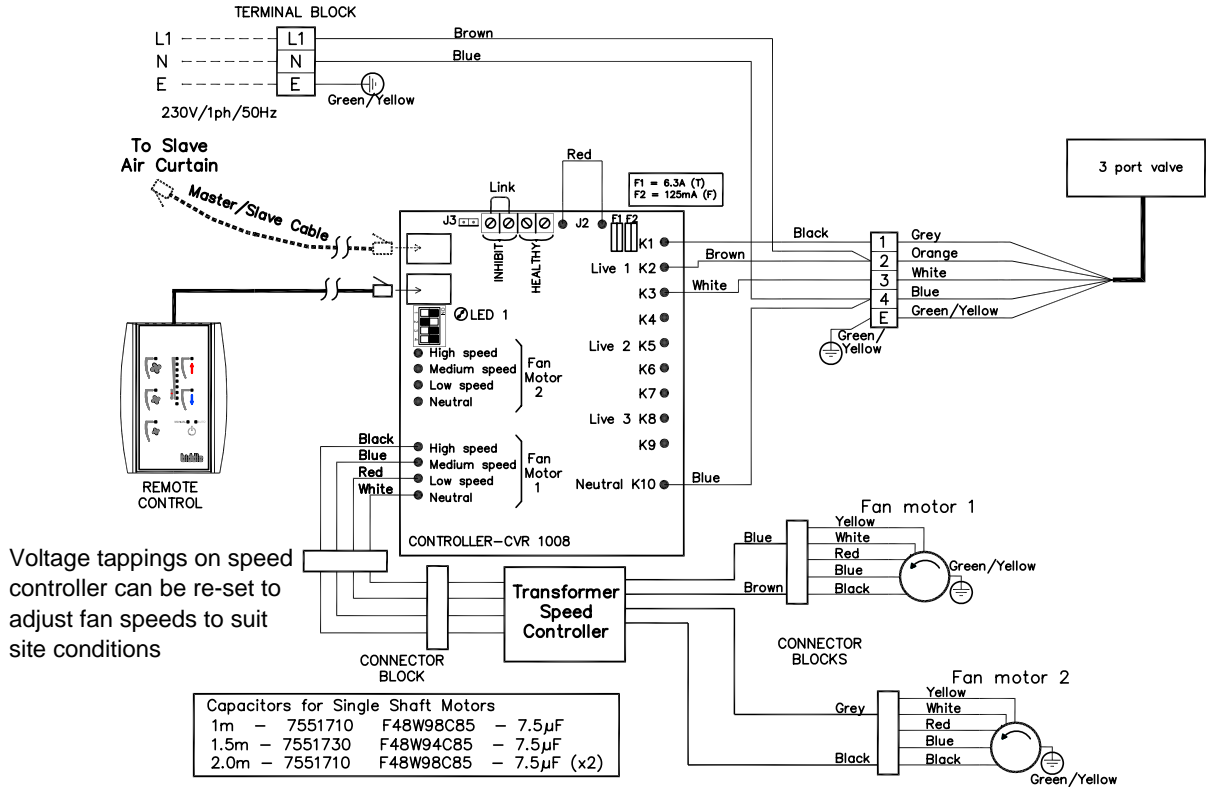 TERMINAL BLOCK
L1 L1 Brown
N N Blue
E E Green/Yellow
230V/1ph/50Hz
To Slave
Air Curtain
Master/Slave Cable
Red
Link
J3 J2 F1 F2
F1 = 6.3A (T)
F2 = 125mA (F)
INHIBIT
HEALTHY
3 port valve
K1 Black 1 Grey
Live 1 K2 Brown 2 Orange
K3 White 3 White
K4 4 Blue
E Green/Yellow
Green/
Yellow
Live 2 K5
K6
K7
Live 3 K8
K9
Neutral K10 Blue
LED 1
High speed
Medium speed
Low speed
Neutral
Fan
Motor
2
Black High speed
Blue Medium speed
Red Low speed
White Neutral
Fan
Motor
1
CONTROLLER-CVR 1008
biddle
REMOTE
CONTROL
Voltage tappings on speed
controller can be re-set to
adjust fan speeds to suit
site conditions
CONNECTOR
BLOCK
Transformer
Speed
Controller
Fan motor 1
Blue
Brown
Yellow
White
Red
Blue
Black
Green/Yellow
CONNECTOR
BLOCKS
Fan motor 2
Grey
Black
Yellow
White
Red
Blue
Black
Green/Yellow
Capacitors for Single Shaft Motors
1m - 7551710 F48W98C85 - 7.5µF
1.5m - 7551730 F48W94C85 - 7.5µF
2.0m - 7551710 F48W98C85 - 7.5µF (x2)